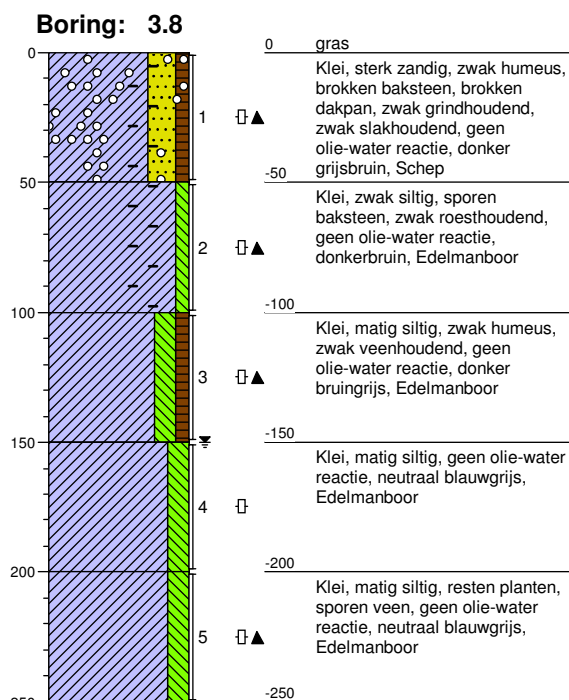 Boring: 3.8
0
0 gras
Klei, sterk zandig, zwak humeus,
brokken baksteen, brokken
dakpan, zwak grindhoudend,
zwak slakhoudend, geen
olie-water reactie, donker
grijsbruin, Schep
1
50
-50
Klei, zwak siltig, sporen
baksteen, zwak roesthoudend,
geen olie-water reactie,
donkerbruin, Edelmanboor
2
100
-100
Klei, matig siltig, zwak humeus,
zwak veenhoudend, geen
olie-water reactie, donker
bruingrijs, Edelmanboor
3
150
-150
Klei, matig siltig, geen olie-water
reactie, neutraal blauwgrijs,
Edelmanboor
4
200
-200
Klei, matig siltig, resten planten,
sporen veen, geen olie-water
reactie, neutraal blauwgrijs,
Edelmanboor
5
250
-250